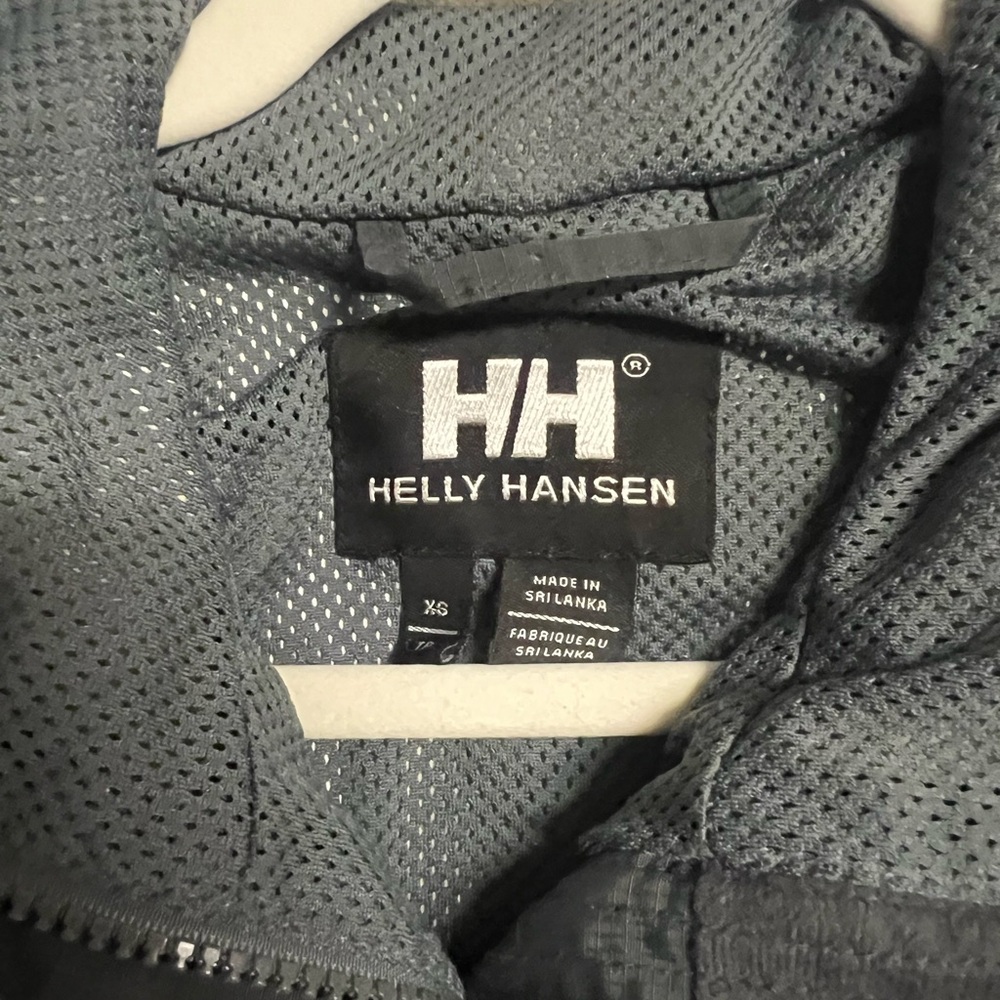 HH®
HELLY HANSEN
XS
MADE IN
SRI LANKA
FABRIQUE AU
SRI LANKA